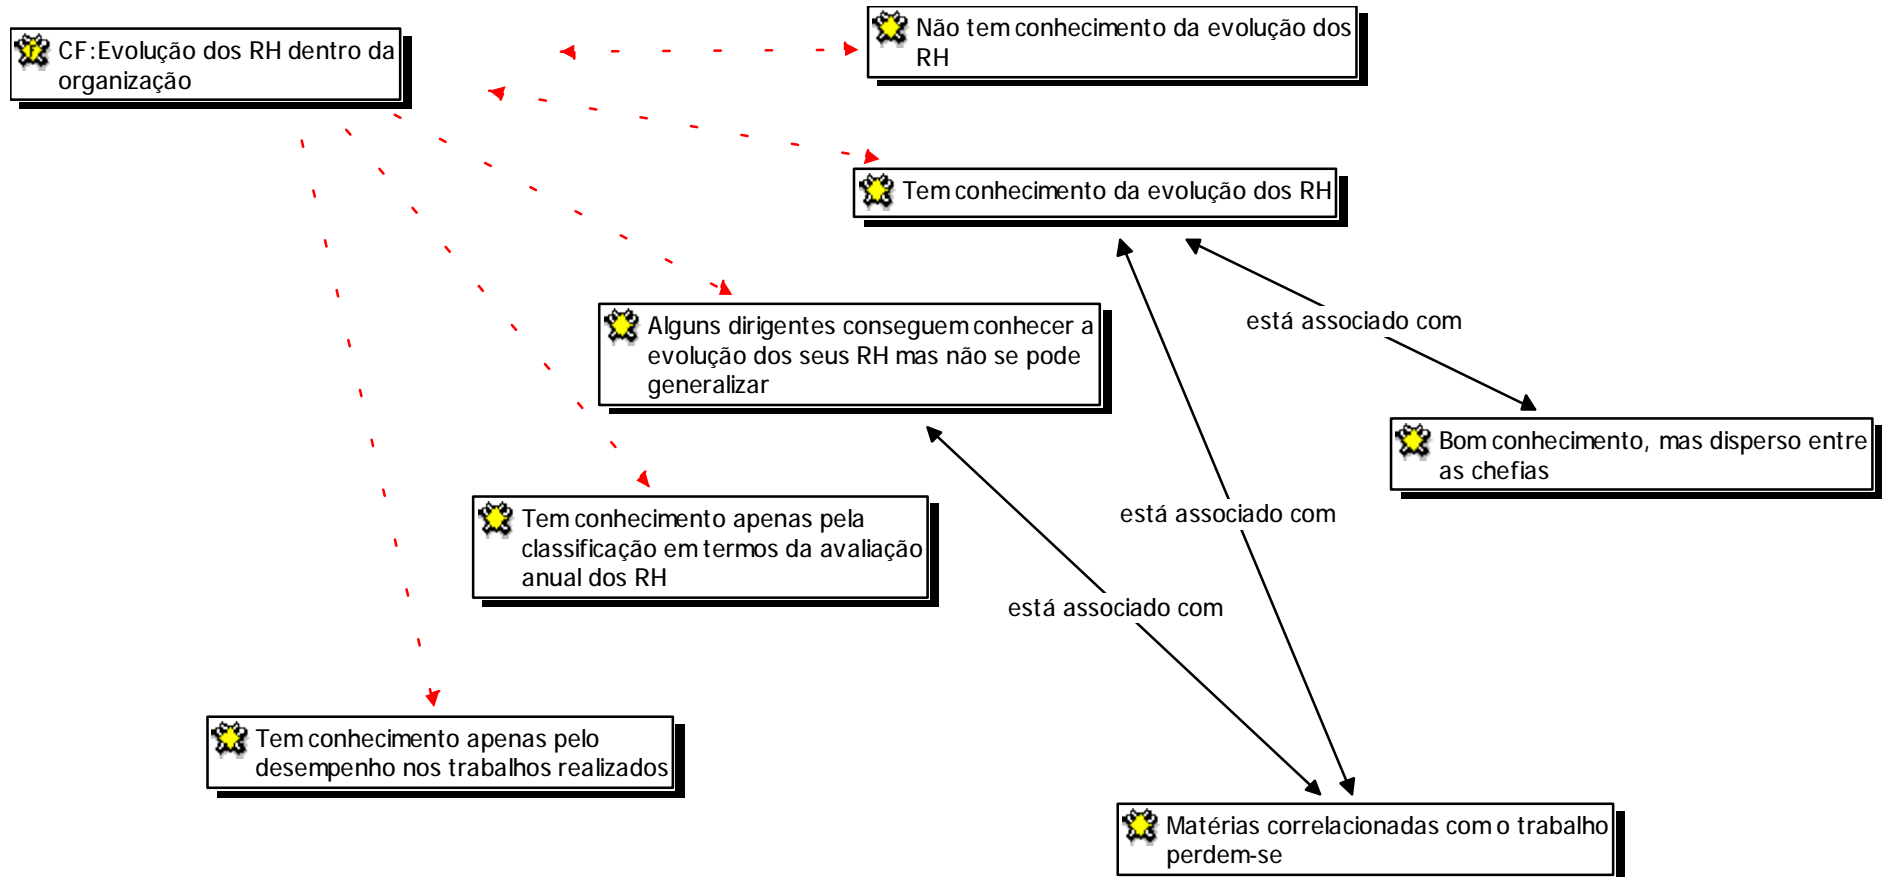 CF:Evolução dos RH dentro da
organização
Não tem conhecimento da evolução dos
RH
Tem conhecimento da evolução dos RH
está associado com
Alguns dirigentes conseguem conhecer a
evolução dos seus RH mas não se pode
generalizar
Bom conhecimento, mas disperso entre
as chefias
Tem conhecimento apenas pela
classificação em termos da avaliação
anual dos RH
está associado com
está associado com
Tem conhecimento apenas pelo
desempenho nos trabalhos realizados
Matérias correlacionadas com o trabalho
perdem-se